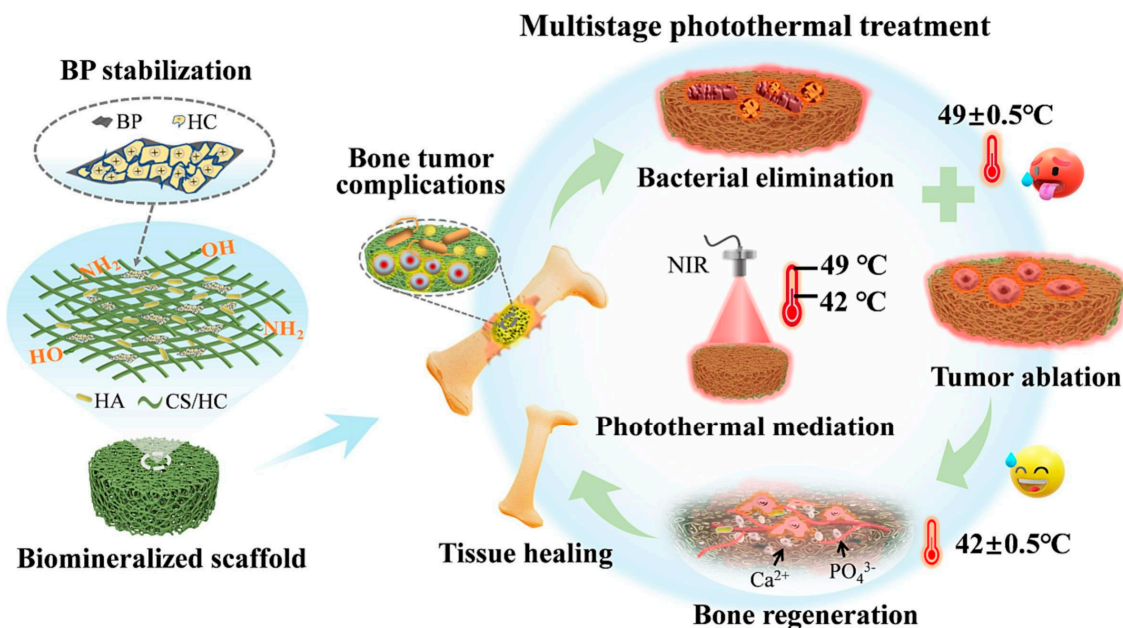 Multistage photothermal treatment
BP stabilization
BP HC
NH₂
OH
NH₂
HO
HA CS/HC
Biomineralized scaffold
Bone tumor
complications
Bacterial elimination
49±0.5℃
NIR
49 ℃
42 ℃
Photothermal mediation
Tumor ablation
42±0.5℃
Ca²⁺
PO₄³⁻
Bone regeneration
Tissue healing